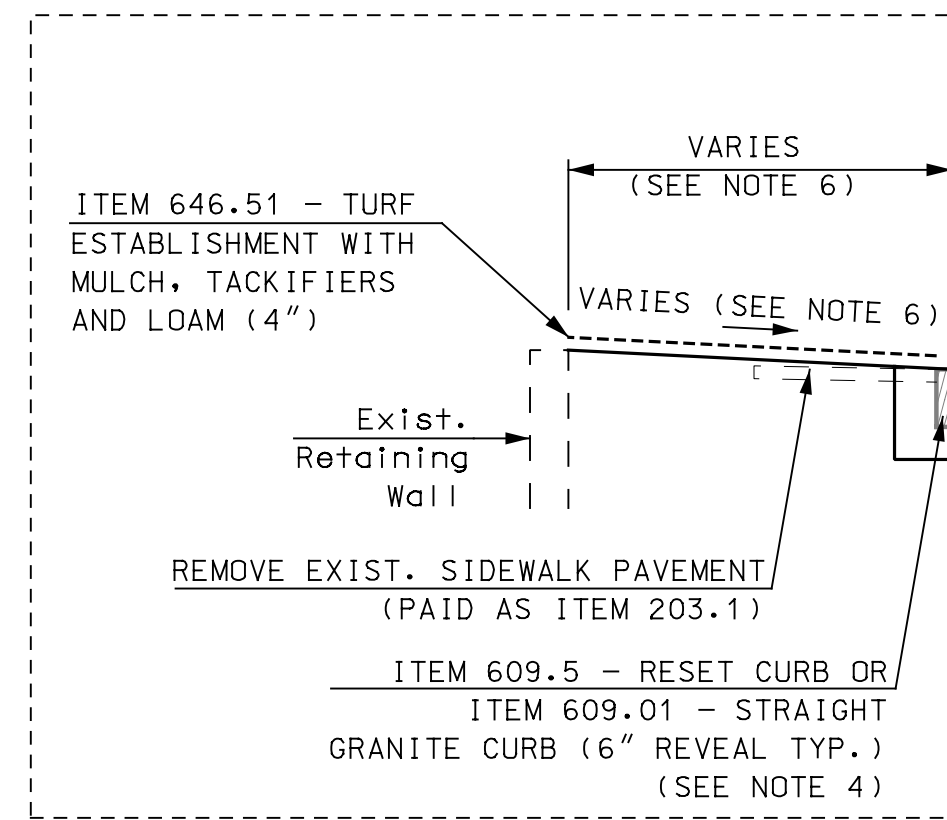 VARIES
(SEE NOTE 6)
ITEM 646.51 - TURF
ESTABLISHMENT WITH
MULCH, TACKIFIERS
AND LOAM (4")
VARIES (SEE NOTE 6)
Exist.
Retaining
Wall
REMOVE EXIST. SIDEWALK PAVEMENT
(PAID AS ITEM 203.1)
ITEM 609.5 - RESET CURB OR
ITEM 609.01 - STRAIGHT
GRANITE CURB (6" REVEAL TYP.)
(SEE NOTE 4)